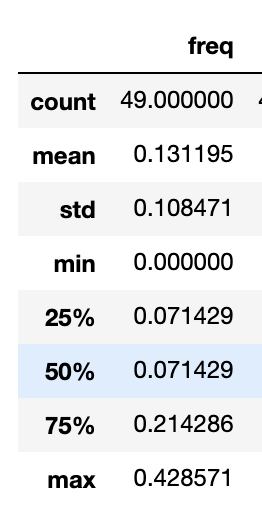 freq
count 49.000000
mean 0.131195
std 0.108471
min 0.000000
25% 0.071429
50% 0.071429
75% 0.214286
max 0.428571